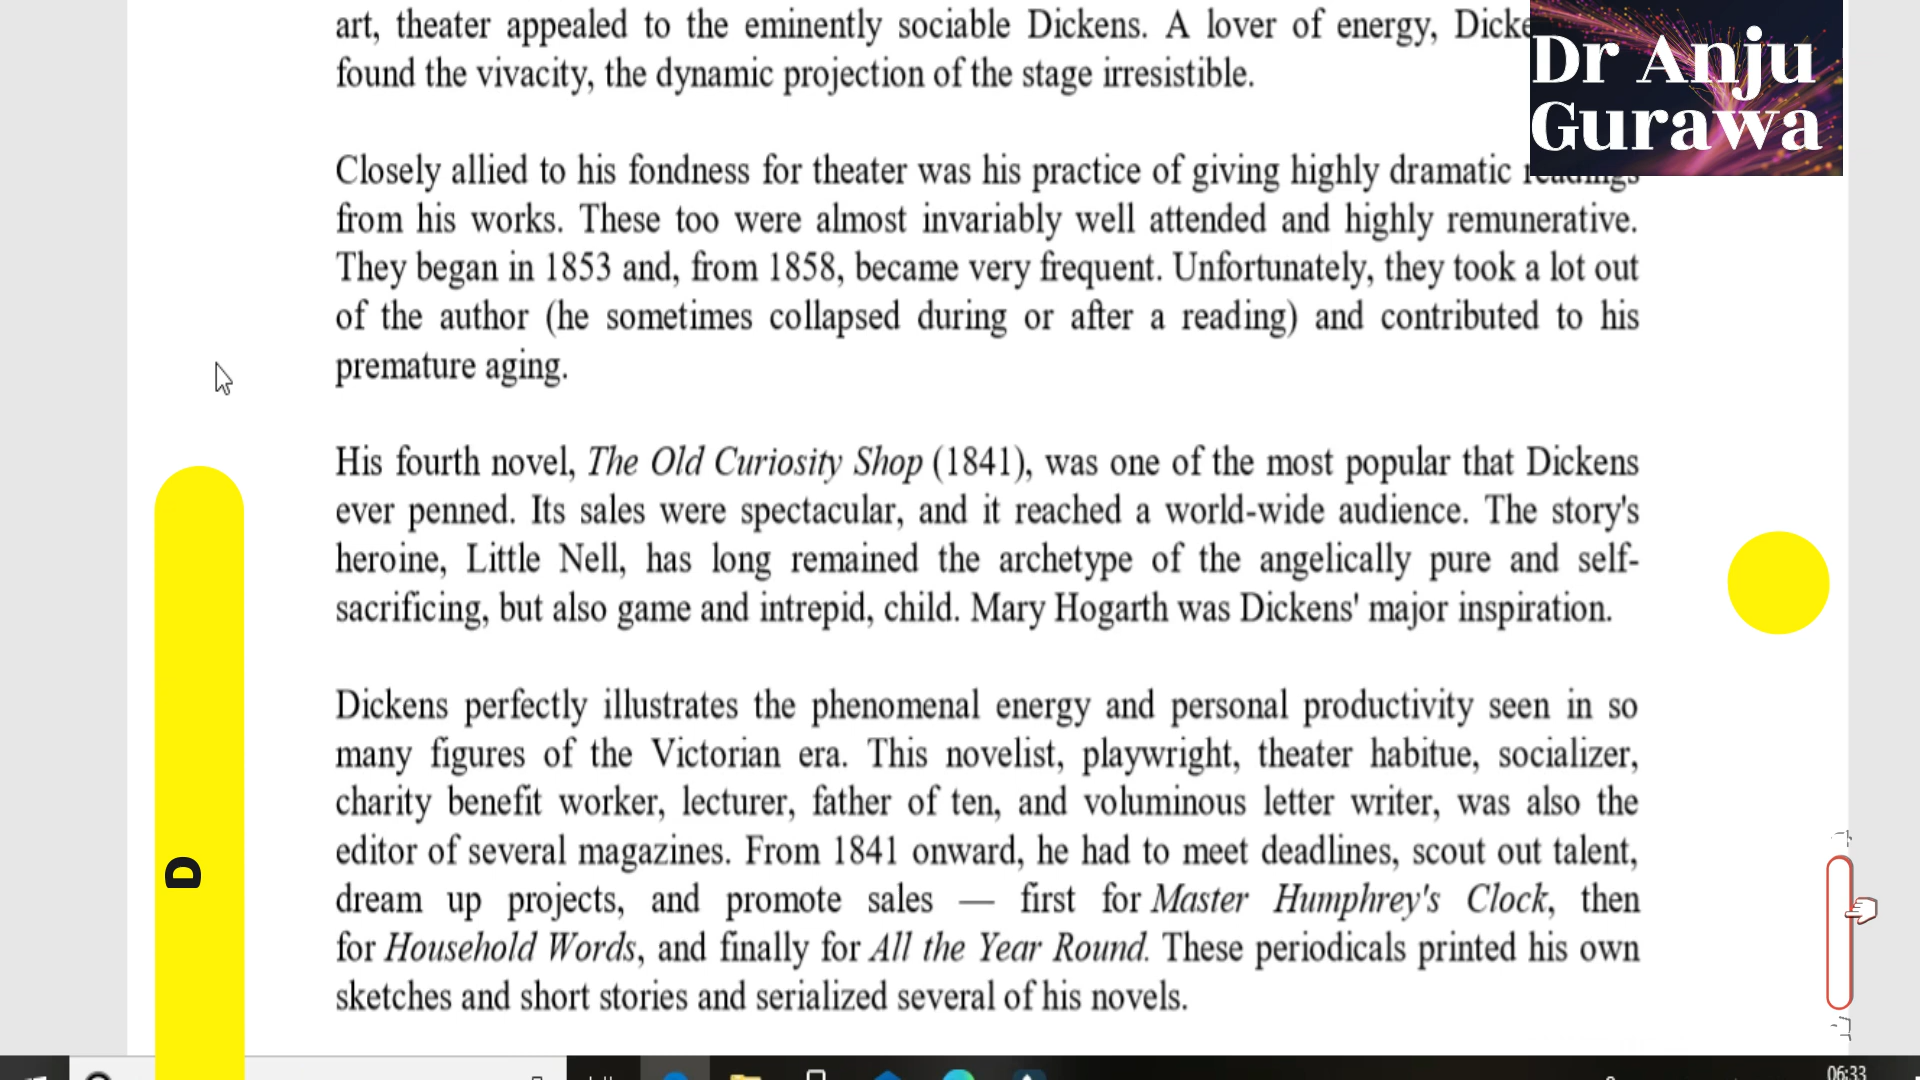 art, theater appealed to the eminently sociable Dickens. A lover of energy,
found the vivacity, the dynamic projection of the stage irresistible.
Dr Anju
Gurawa
Closely allied to his fondness for theater was his practice of giving highly dramatic readings
from his works. These too were almost invariably well attended and highly remunerative.
They began in 1853 and, from 1858, became very frequent. Unfortunately, they took a lot out
of the author (he sometimes collapsed during or after a reading) and contributed to his
premature aging.
His fourth novel, The Old Curiosity Shop (1841), was one of the most popular that Dickens
ever penned. Its sales were spectacular, and it reached a world-wide audience. The story's
heroine, Little Nell, has long remained the archetype of the angelically pure and self-
sacrificing, but also game and intrepid, child. Mary Hogarth was Dickens' major inspiration.
Dickens perfectly illustrates the phenomenal energy and personal productivity seen in so
many figures of the Victorian era. This novelist, playwright, theater habitue, socializer,
charity benefit worker, lecturer, father of ten, and voluminous letter writer, was also the
editor of several magazines. From 1841 onward, he had to meet deadlines, scout out talent,
dream up projects, and promote sales — first for Master Humphrey's Clock, then
for Household Words, and finally for All the Year Round. These periodicals printed his own
sketches and short stories and serialized several of his novels.
D
06:33